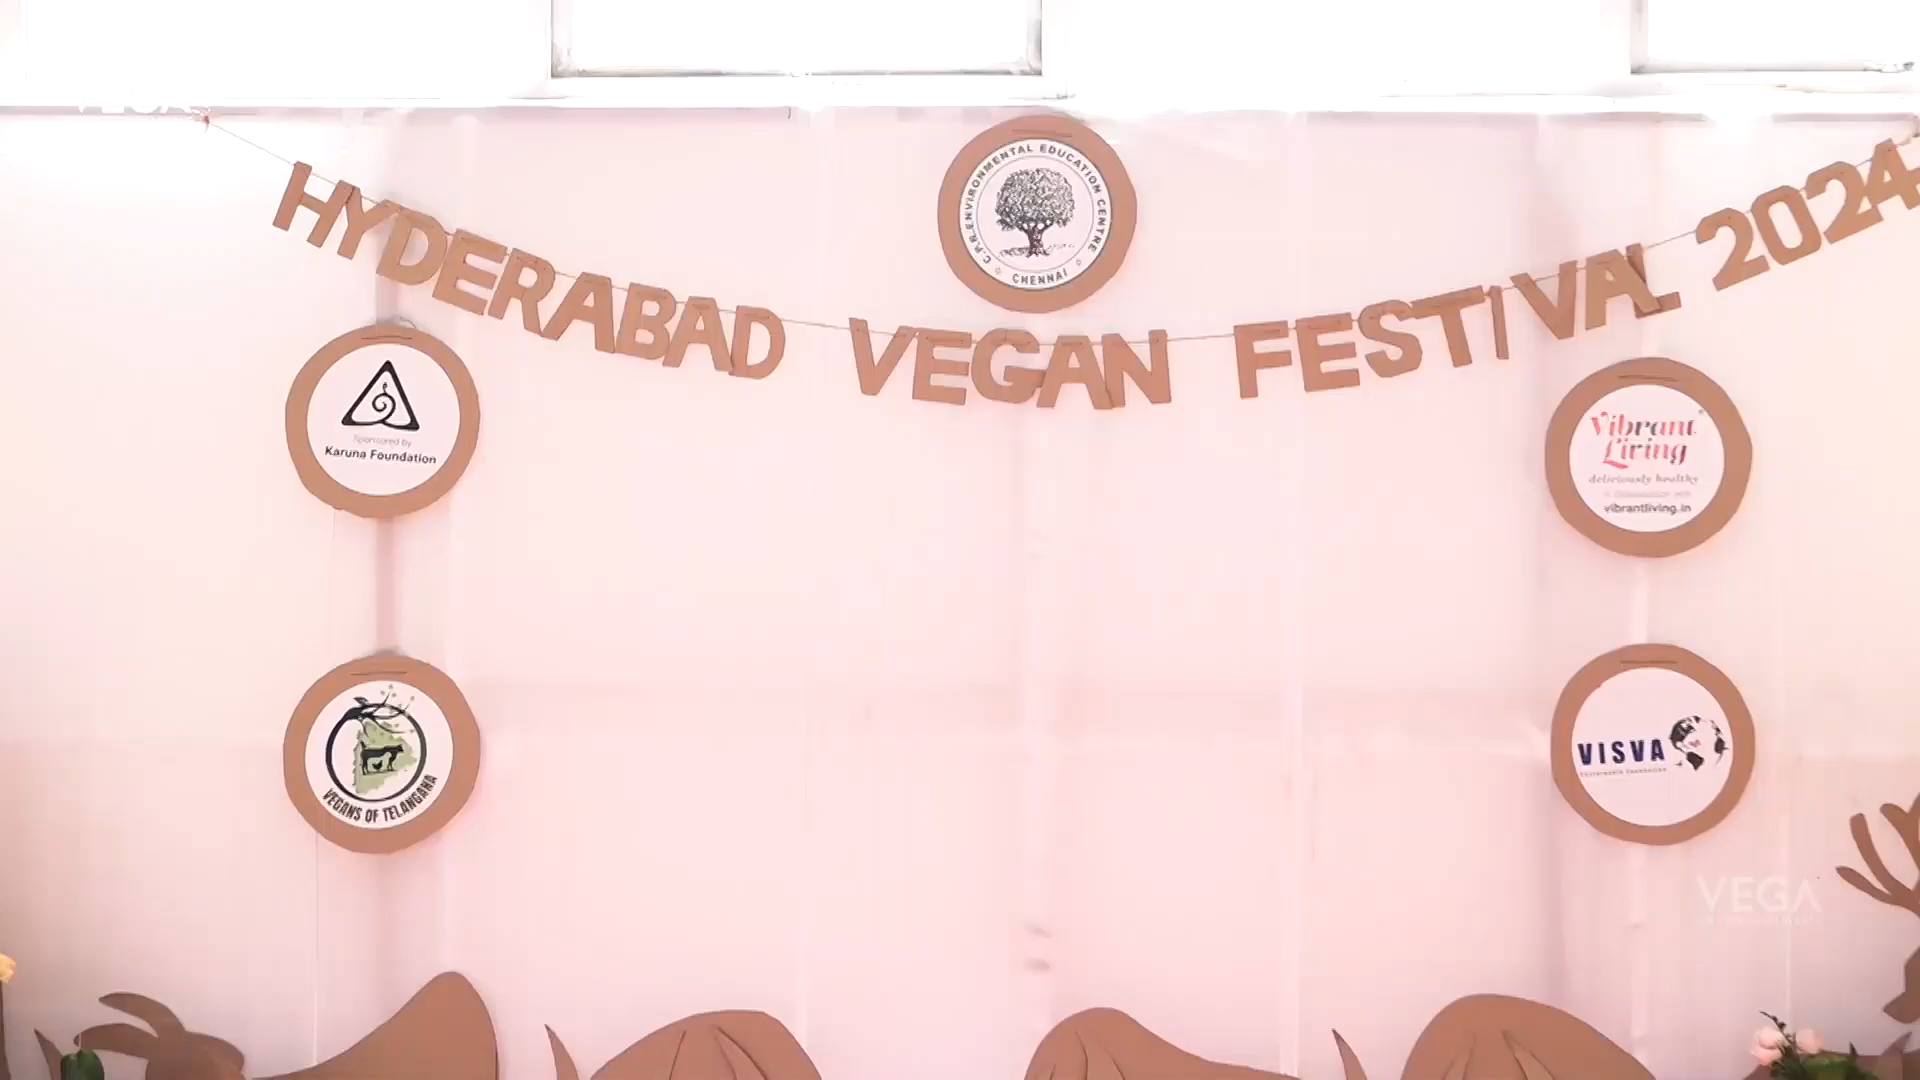 HYDERABAD VEGAN FESTIVAL 2024
C.P.R. ENVIRONMENTAL EDUCATION CENTRE
CHENNAI
Sponsored by
Karuna Foundation
Vibrant
Living
deliciously healthy
vibrantliving.in
VEGANS OF TELANGANA
VISVA
VEGA